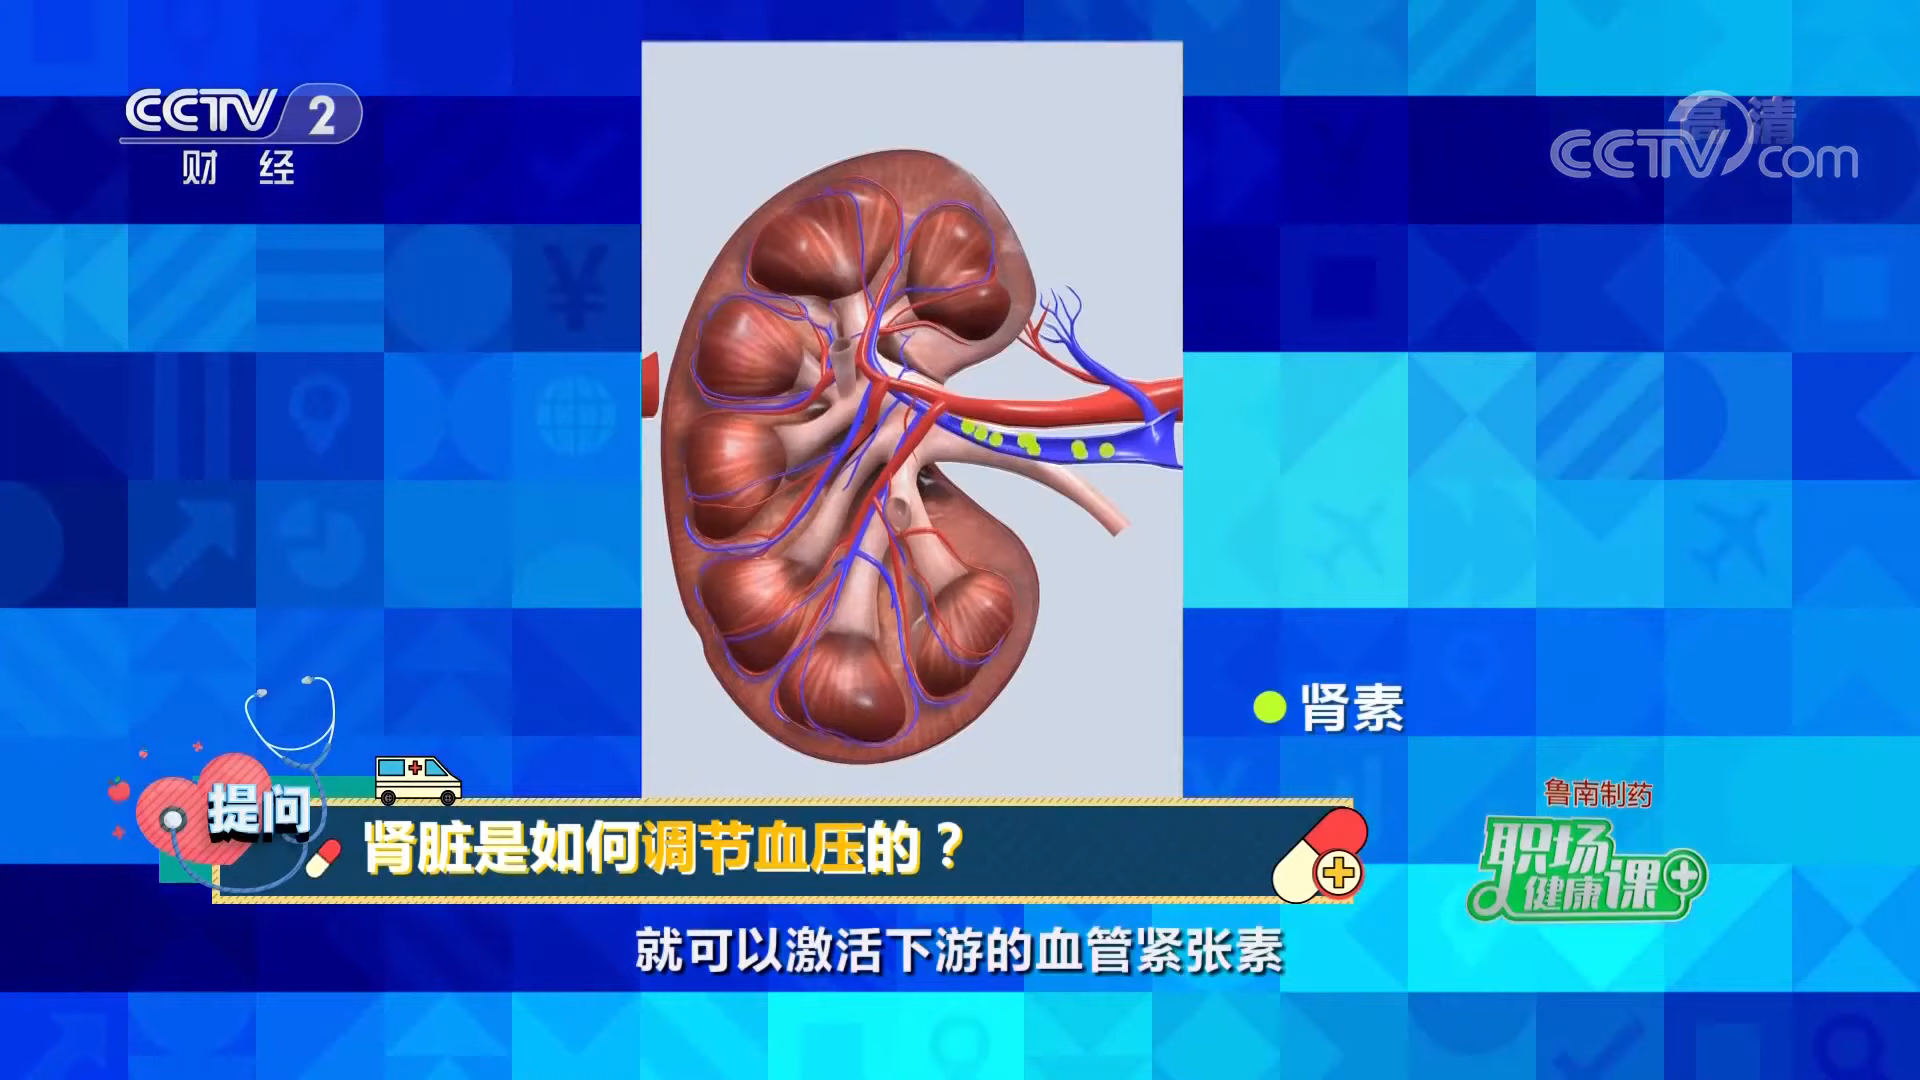 CCTV 2
财 经
高清
CCTV com
肾素
提问
肾脏是如何调节血压的？
鲁南制药
职场
健康课
就可以激活下游的血管紧张素